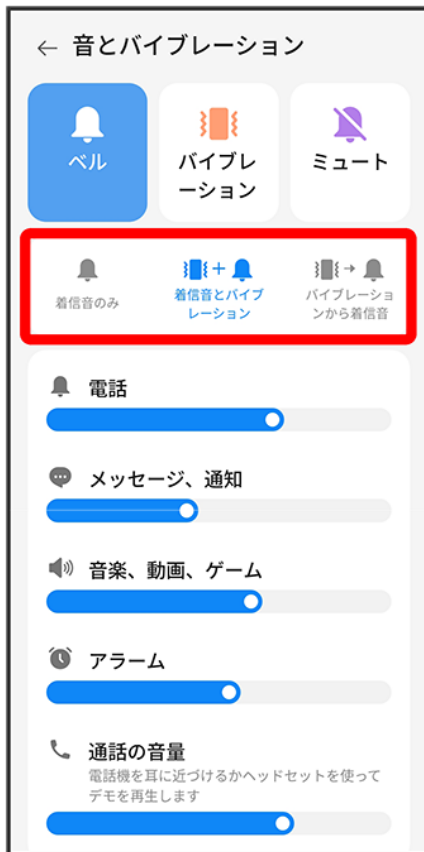 ← 音とバイブレーション
ベル
バイブレ
ーション
ミュート
着信音のみ
着信音とバイブ
レーション
バイブレーショ
ンから着信音
電話
メッセージ、通知
音楽、動画、ゲーム
アラーム
通話の音量
電話機を耳に近づけるかヘッドセットを使って
デモを再生します